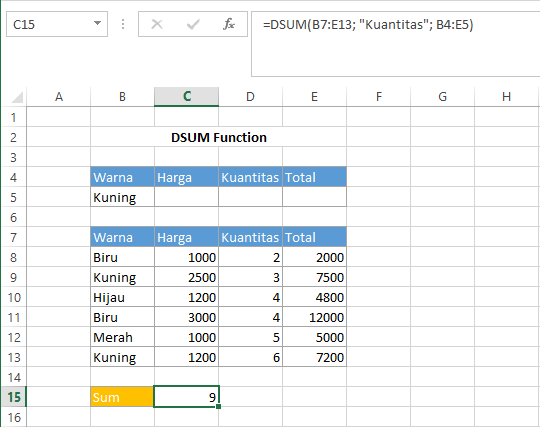 C15 fx =DSUM(B7:E13; "Kuantitas"; B4:E5)
A B C D E F G H
1
2 DSUM Function
3
4 Warna Harga Kuantitas Total
5 Kuning
6
7 Warna Harga Kuantitas Total
8 Biru 1000 2 2000
9 Kuning 2500 3 7500
10 Hijau 1200 4 4800
11 Biru 3000 4 12000
12 Merah 1000 5 5000
13 Kuning 1200 6 7200
14
15 Sum 9
16